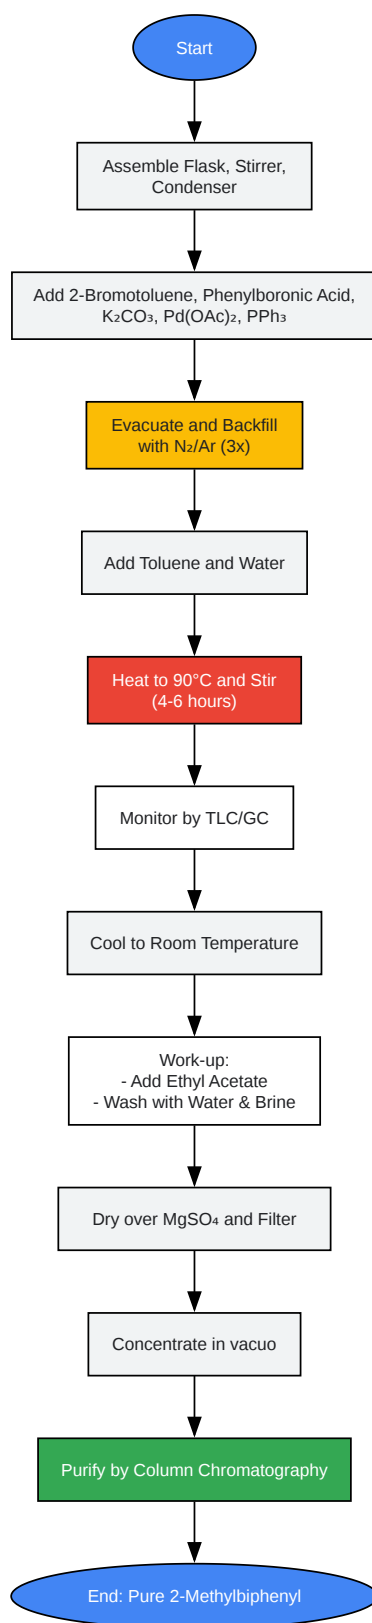 Start
Assemble Flask, Stirrer,
Condenser
Add 2-Bromotoluene, Phenylboronic Acid,
K₂CO₃, Pd(OAc)₂, PPh₃
Evacuate and Backfill
with N₂/Ar (3x)
Add Toluene and Water
Heat to 90°C and Stir
(4-6 hours)
Monitor by TLC/GC
Cool to Room Temperature
Work-up:
- Add Ethyl Acetate
- Wash with Water & Brine
Dry over MgSO₄ and Filter
Concentrate in vacuo
Purify by Column Chromatography
End: Pure 2-Methylbiphenyl